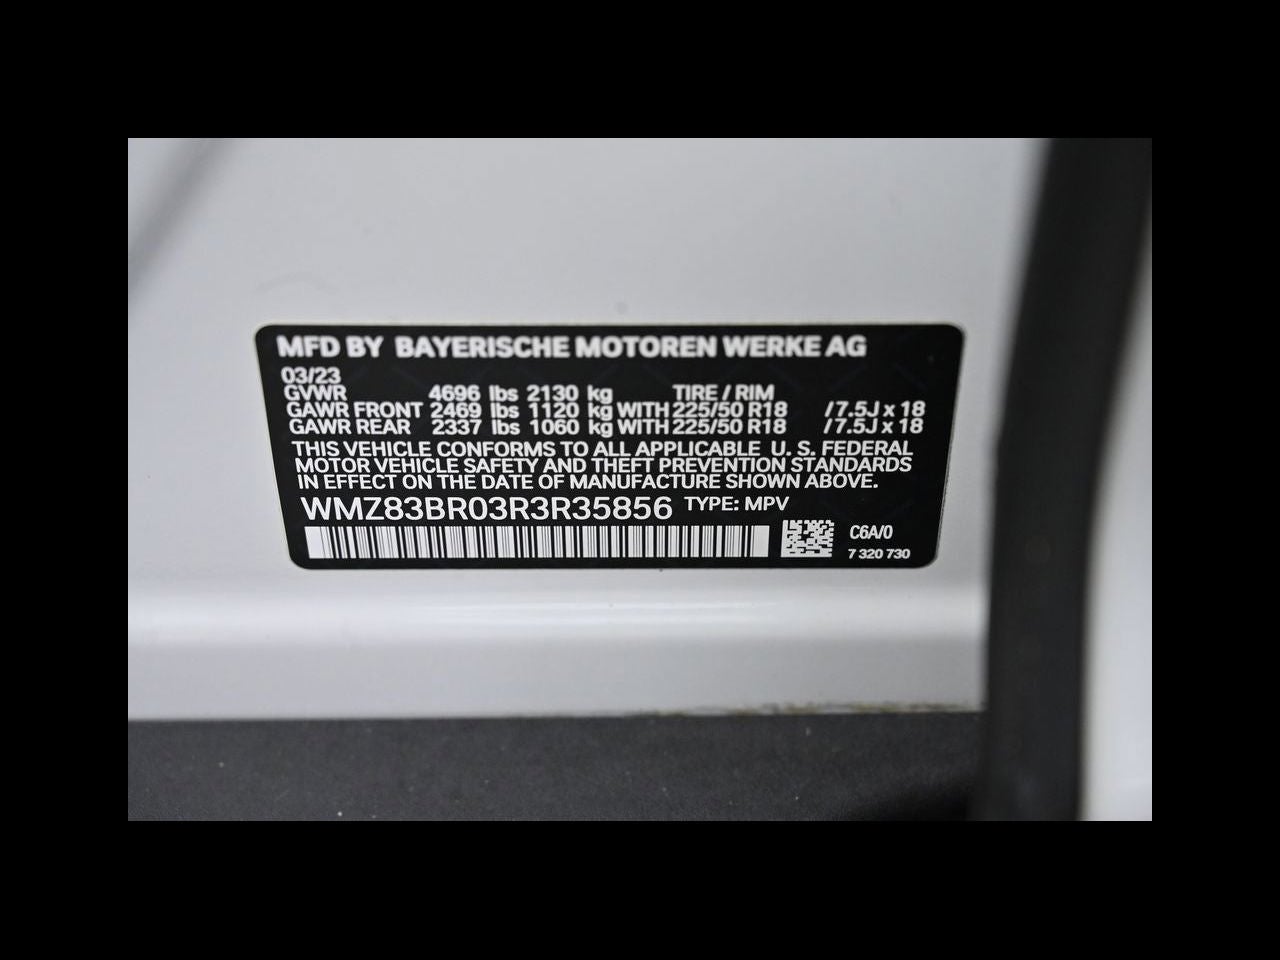 MFD BY BAYERISCHE MOTOREN WERKE AG
03/23
GVWR 4696 lbs 2130 kg TIRE / RIM
GAWR FRONT 2469 lbs 1120 kg WITH 225/50 R18 /7.5J x 18
GAWR REAR 2337 lbs 1060 kg WITH 225/50 R18 /7.5J x 18
THIS VEHICLE CONFORMS TO ALL APPLICABLE U. S. FEDERAL
MOTOR VEHICLE SAFETY AND THEFT PREVENTION STANDARDS
IN EFFECT ON THE DATE OF MANUFACTURE SHOWN ABOVE.
WMZ83BR03R3R35856 TYPE: MPV
C6A/0
7 320 730